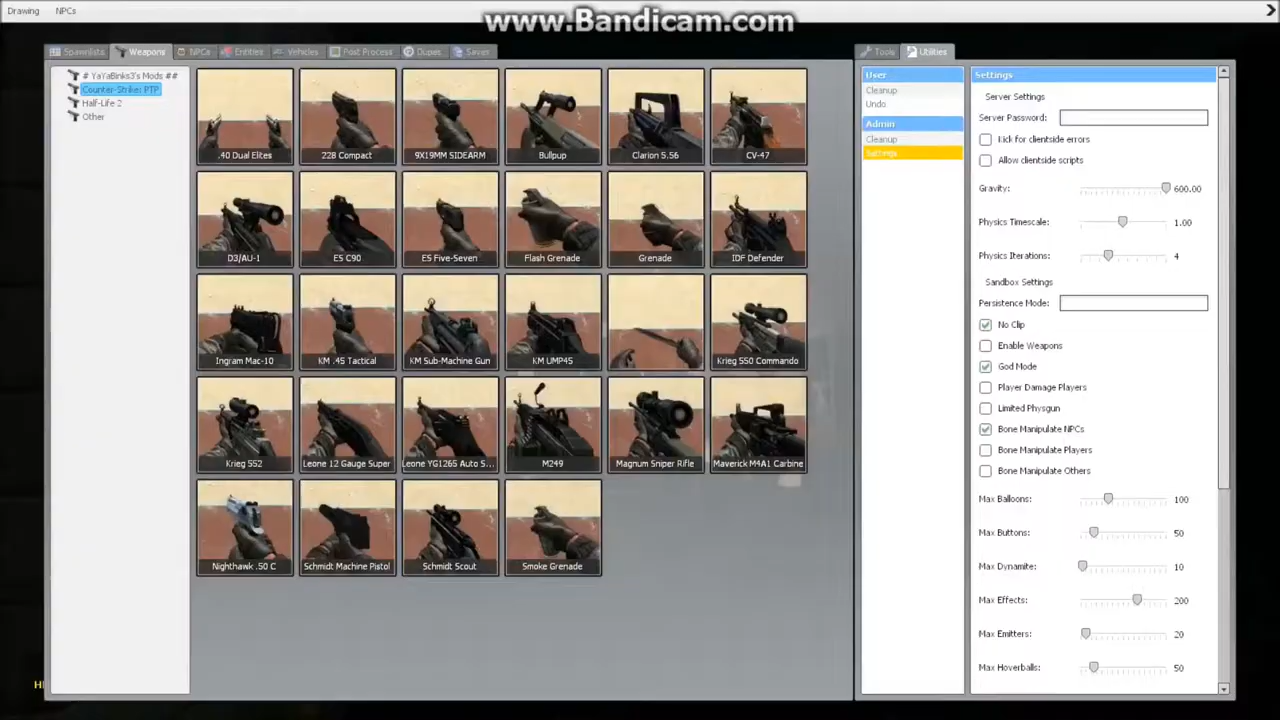 Drawing NPCs
www.Bandicam.com
Spawnlists Weapons NPCs Entities Vehicles Post Process Dupes Saves
Tools Utilities
# YaYaBinks3's Mods ##
Counter-Strike: PTP
Half-Life 2
Other
.40 Dual Elites
228 Compact
9X19MM SIDEARM
Bullpup
Clarion 5.56
CV-47
D3/AU-1
ES C90
ES Five-Seven
Flash Grenade
Grenade
IDF Defender
Ingram Mac-10
KM .45 Tactical
KM Sub-Machine Gun
KM UMP45
Krieg 550 Commando
Krieg 552
Leone 12 Gauge Super
Leone YG1265 Auto S...
M249
Magnum Sniper Rifle
Maverick M4A1 Carbine
Nighthawk .50 C
Schmidt Machine Pistol
Schmidt Scout
Smoke Grenade
User
Cleanup
Undo
Admin
Cleanup
Settings
Settings
Server Settings
Server Password:
Kick for clientside errors
Allow clientside scripts
Gravity: 600.00
Physics Timescale: 1.00
Physics Iterations: 4
Sandbox Settings
Persistence Mode:
No Clip
Enable Weapons
God Mode
Player Damage Players
Limited Physgun
Bone Manipulate NPCs
Bone Manipulate Players
Bone Manipulate Others
Max Balloons: 100
Max Buttons: 50
Max Dynamite: 10
Max Effects: 200
Max Emitters: 20
Max Hoverballs: 50